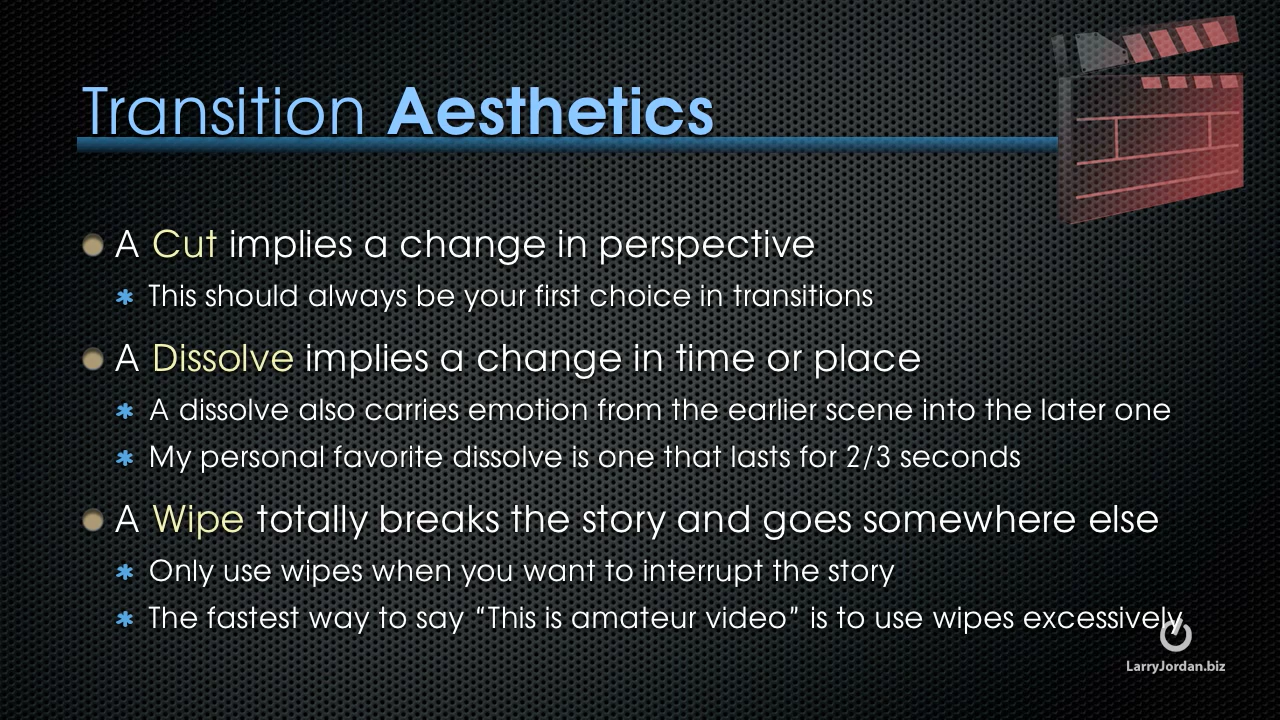 Transition Aesthetics
A Cut implies a change in perspective
This should always be your first choice in transitions
A Dissolve implies a change in time or place
A dissolve also carries emotion from the earlier scene into the later one
My personal favorite dissolve is one that lasts for 2/3 seconds
A Wipe totally breaks the story and goes somewhere else
Only use wipes when you want to interrupt the story
The fastest way to say “This is amateur video” is to use wipes excessively
LarryJordan.biz